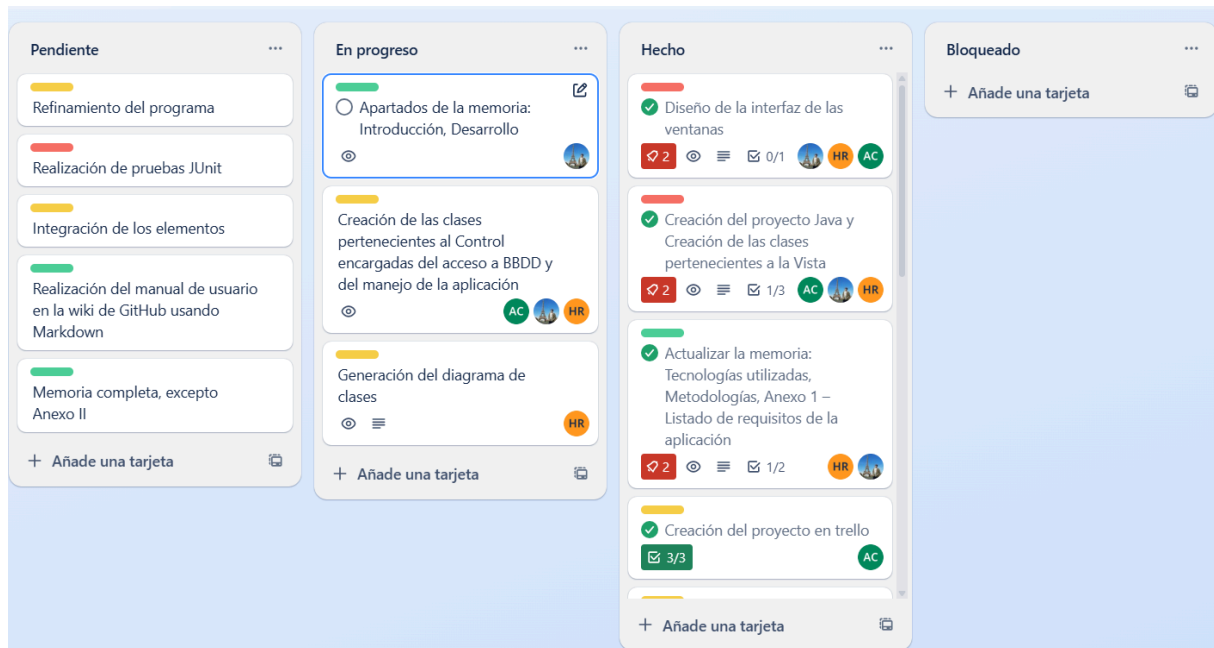 Pendiente
Refinamiento del programa
Realización de pruebas JUnit
Integración de los elementos
Realización del manual de usuario
en la wiki de GitHub usando
Markdown
Memoria completa, excepto
Anexo II
+ Añade una tarjeta
En progreso
Apartados de la memoria:
Introducción, Desarrollo
Creación de las clases
pertenecientes al Control
encargadas del acceso a BBDD y
del manejo de la aplicación
AC HR
Generación del diagrama de
clases
HR
+ Añade una tarjeta
Hecho
Diseño de la interfaz de las
ventanas
2 0/1 HR AC
Creación del proyecto Java y
Creación de las clases
pertenecientes a la Vista
2 1/3 AC HR
Actualizar la memoria:
Tecnologías utilizadas,
Metodologías, Anexo 1 –
Listado de requisitos de la
aplicación
2 1/2 HR
Creación del proyecto en trello
3/3 AC
+ Añade una tarjeta
Bloqueado
+ Añade una tarjeta